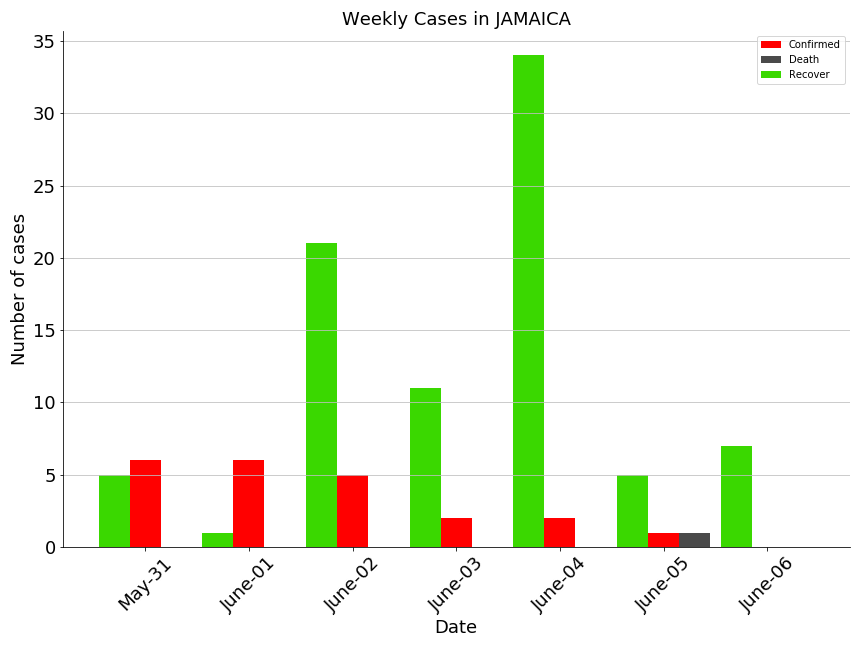 Weekly Cases in JAMAICA
Confirmed
Death
Recover
Number of cases
35
30
25
20
15
10
5
0
May-31
June-01
June-02
June-03
June-04
June-05
June-06
Date